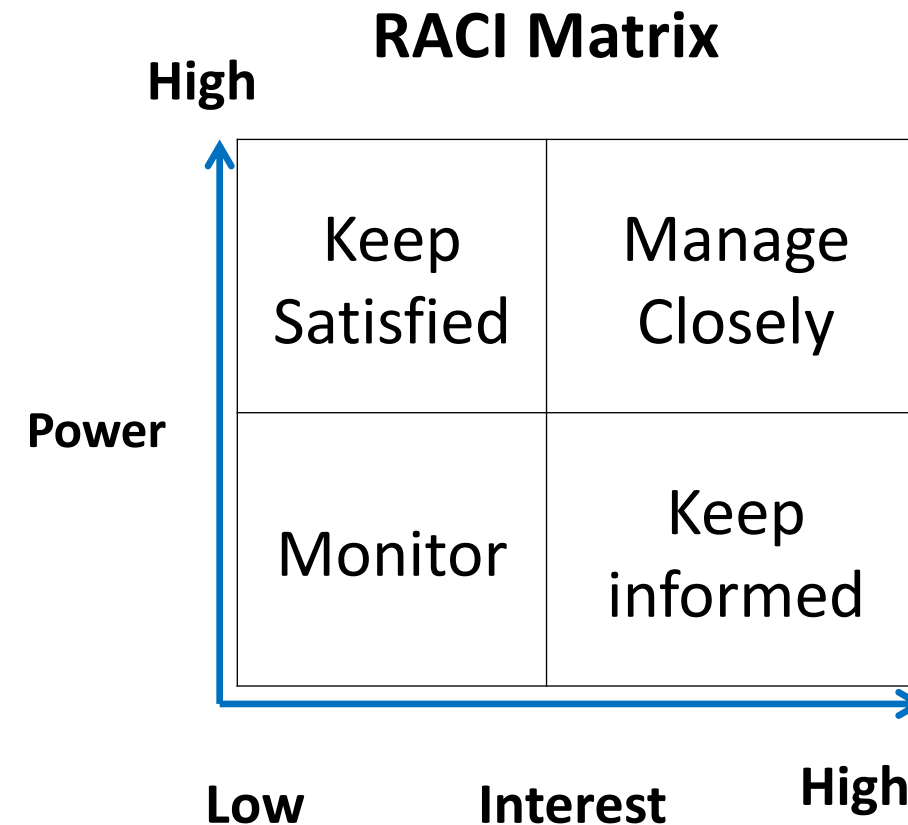 RACI Matrix
High
Keep
Satisfied
Manage
Closely
Power
Monitor
Keep
informed
Low
Interest
High